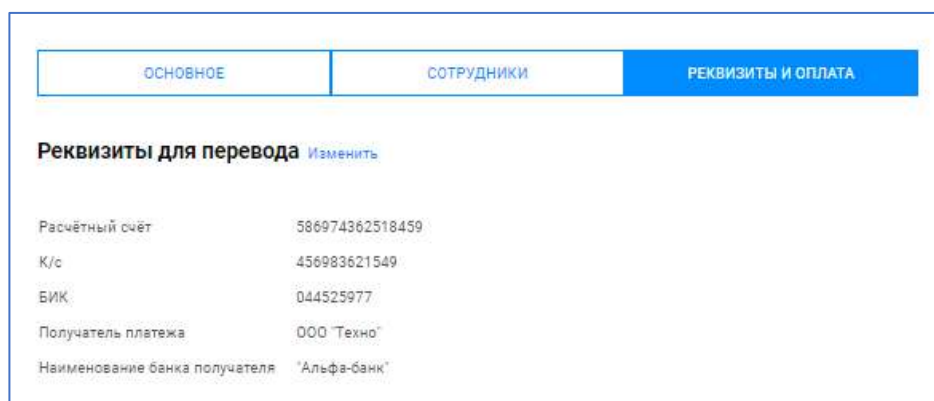 ОСНОВНОЕ СОТРУДНИКИ РЕКВИЗИТЫ И ОПЛАТА
Реквизиты для перевода Изменить
Расчётный счёт 586974362518459
К/с 456983621549
БИК 044525977
Получатель платежа ООО "Техно"
Наименование банка получателя "Альфа-банк"